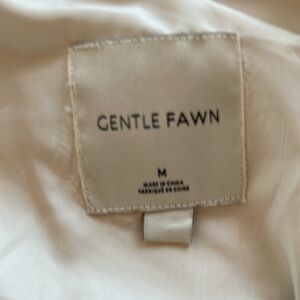 GENTLE FAWN
M
MADE IN CHINA
FABRIQUÉ EN CHINE